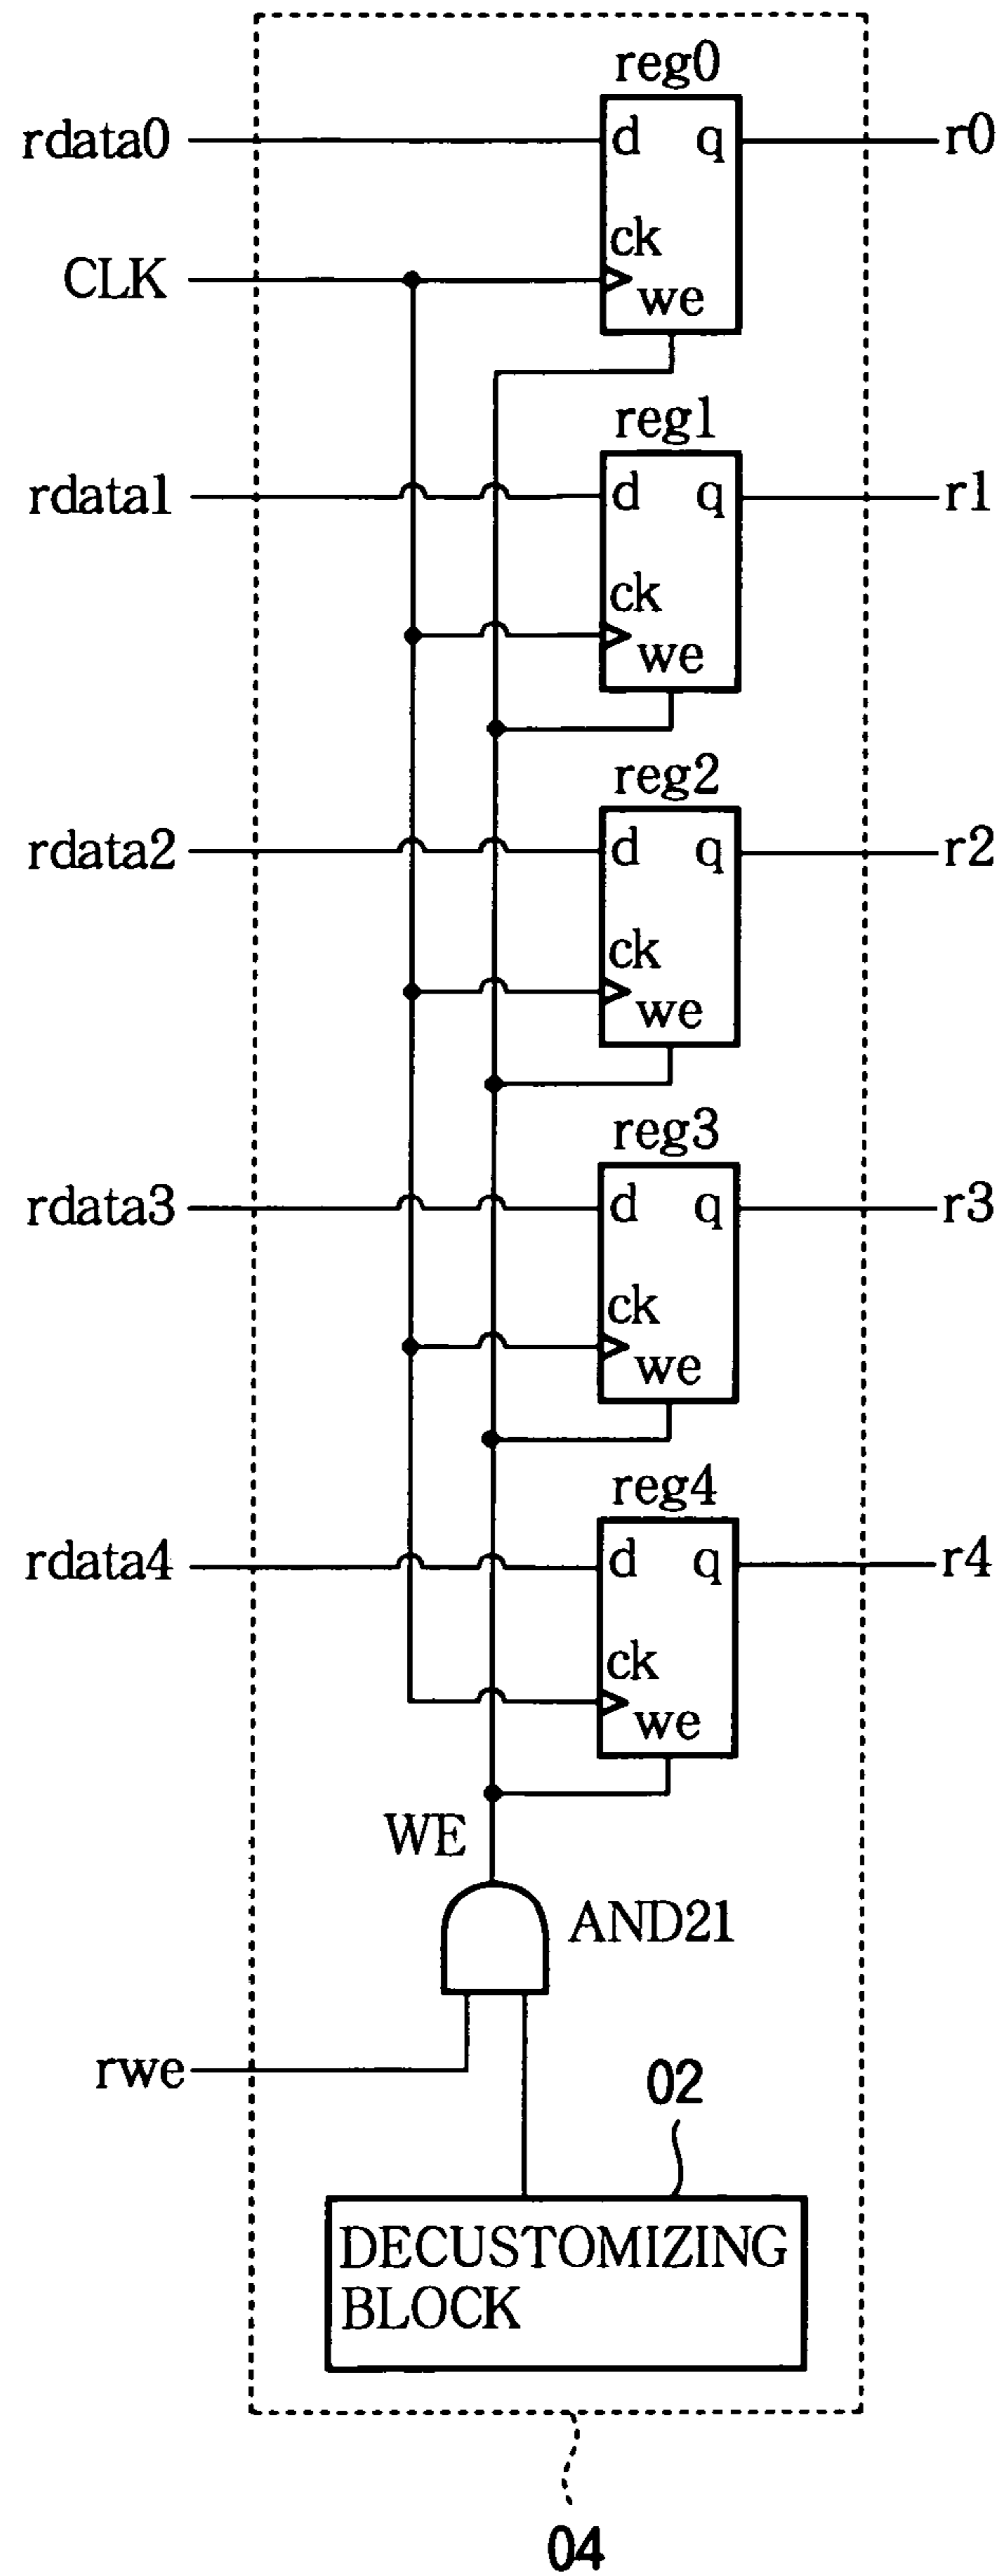 reg0
rdata0 d q r0
ck
CLK
we
reg1
rdata1 d q r1
ck
we
reg2
rdata2 d q r2
ck
we
reg3
rdata3 d q r3
ck
we
reg4
rdata4 d q r4
ck
we
WE
AND21
rwe
02
DECUSTOMIZING
BLOCK
04